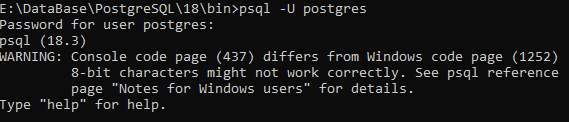 E:\DataBase\PostgreSQL\18\bin>psql -U postgres
Password for user postgres:
psql (18.3)
WARNING: Console code page (437) differs from Windows code page (1252)
         8-bit characters might not work correctly. See psql reference
         page "Notes for Windows users" for details.
Type "help" for help.